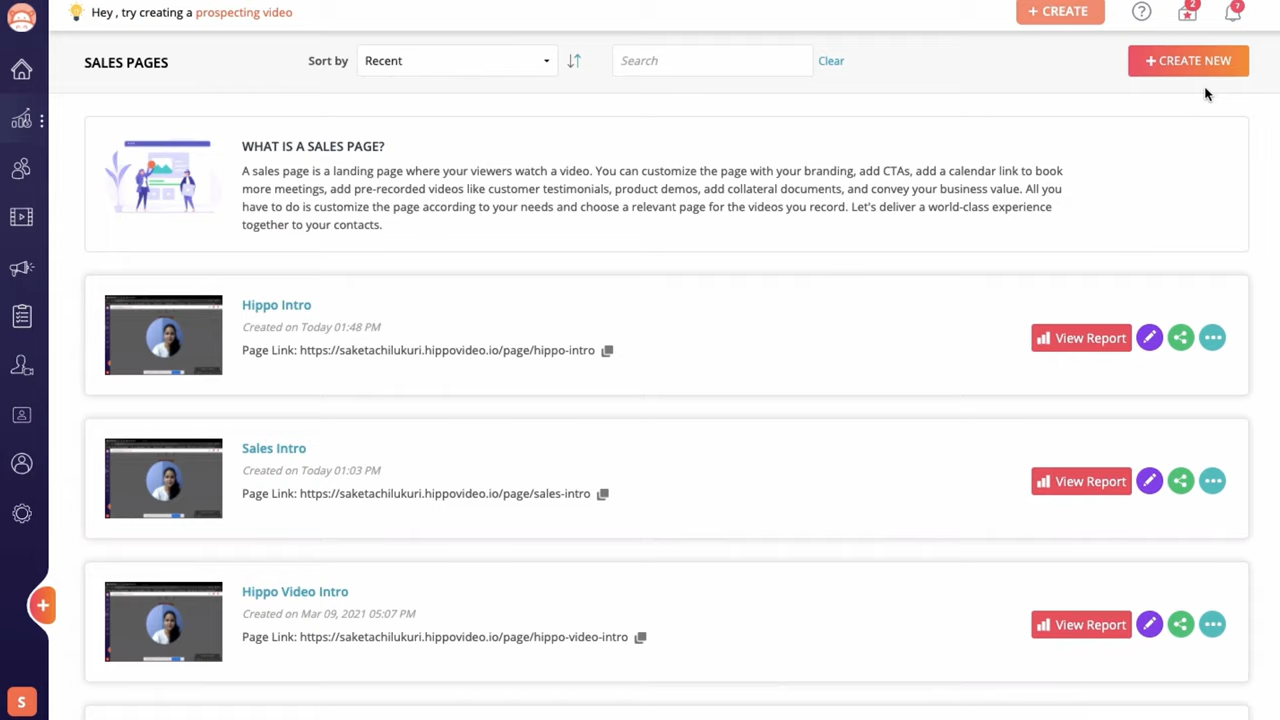 Hey , try creating a prospecting video
+ CREATE
2
7
SALES PAGES
Sort by
Recent
Search
Clear
+ CREATE NEW
WHAT IS A SALES PAGE?
A sales page is a landing page where your viewers watch a video. You can customize the page with your branding, add CTAs, add a calendar link to book
more meetings, add pre-recorded videos like customer testimonials, product demos, add collateral documents, and convey your business value. All you
have to do is customize the page according to your needs and choose a relevant page for the videos you record. Let's deliver a world-class experience
together to your contacts.
Hippo Intro
Created on Today 01:48 PM
Page Link: https://saketachilukuri.hippovideo.io/page/hippo-intro
View Report
Sales Intro
Created on Today 01:03 PM
Page Link: https://saketachilukuri.hippovideo.io/page/sales-intro
View Report
Hippo Video Intro
Created on Mar 09, 2021 05:07 PM
Page Link: https://saketachilukuri.hippovideo.io/page/hippo-video-intro
View Report
S